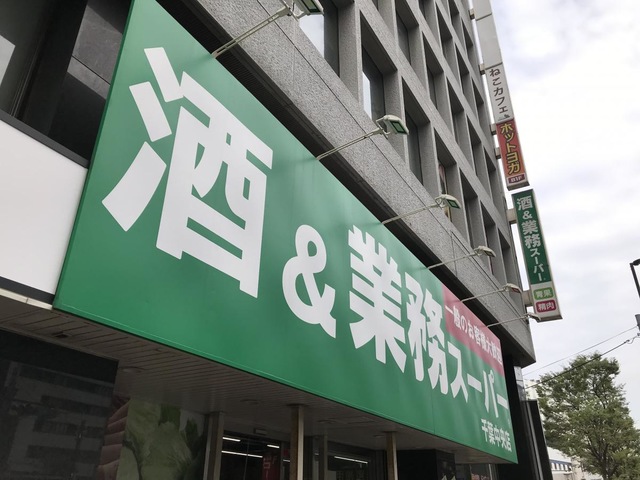 酒&業務スーパー
一般のお客様大歓迎
千葉中央店
ねこカフェ
ホットヨガ
酒&業務スーパー
青果
精肉